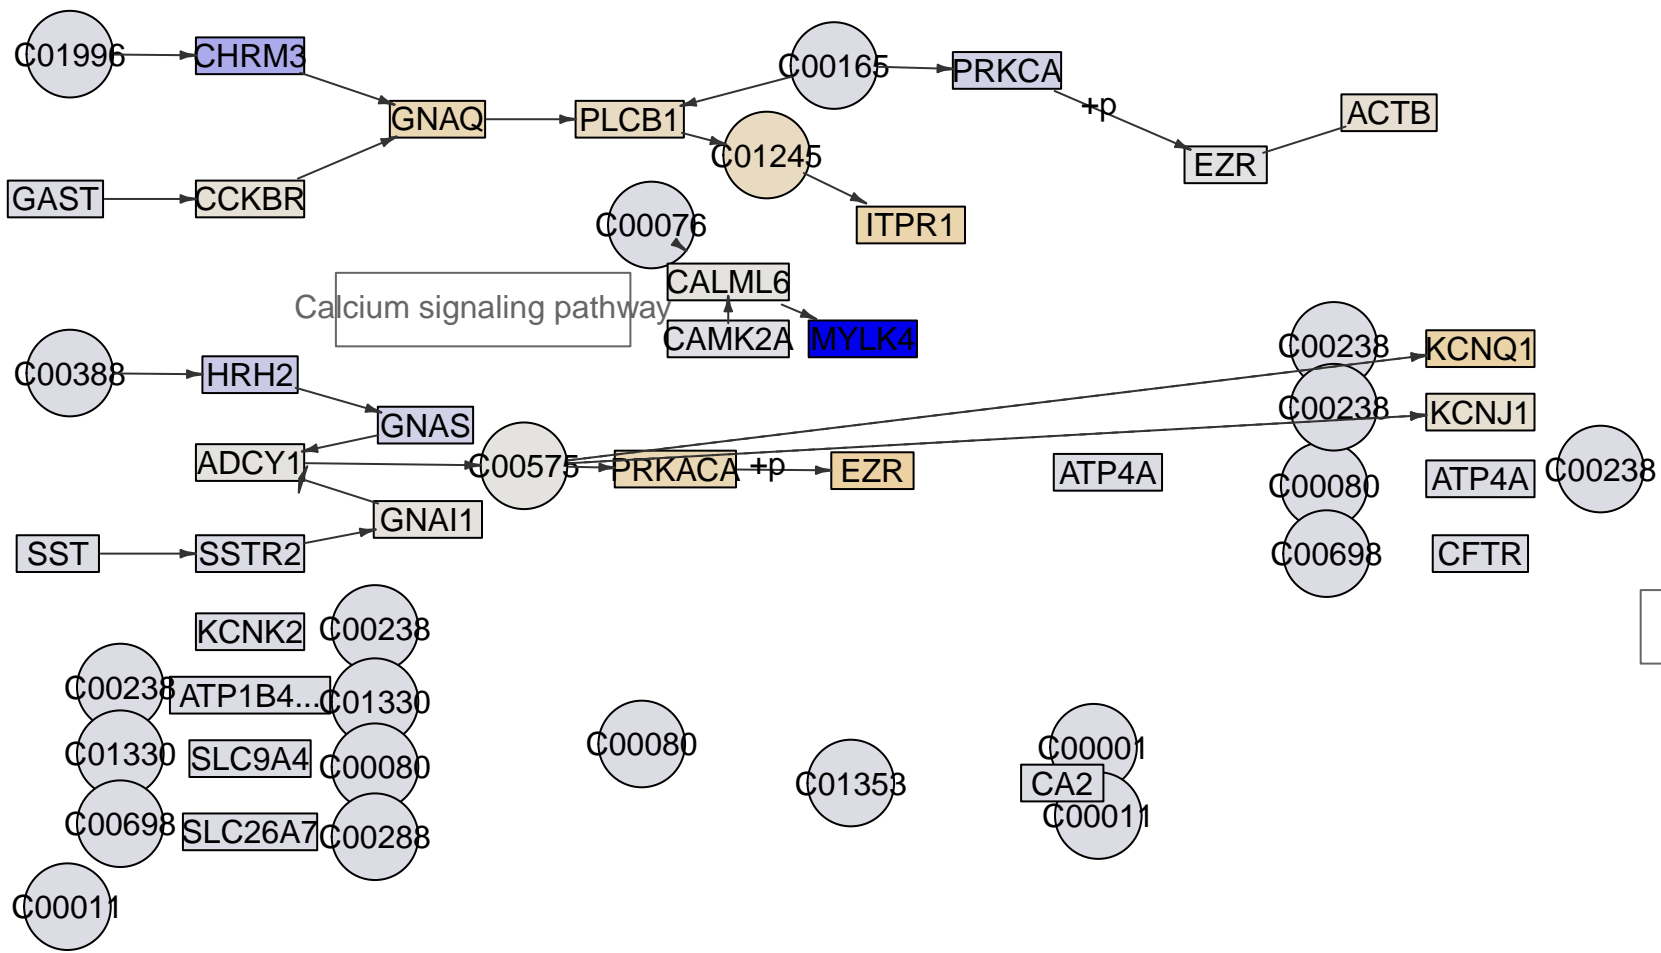 C01996
CHRM3
C00165
PRKCA
+p
ACTB
GNAQ
PLCB1
C01245
EZR
GAST
CCKBR
C00076
ITPR1
CALML6
Calcium signaling pathway
CAMK2A
MYLK4
C00238
KCNQ1
C00388
HRH2
C00238
KCNJ1
GNAS
ADCY1
C00575
PRKACA
+p
EZR
ATP4A
C00080
ATP4A
C00238
GNAI1
SST
SSTR2
C00698
CFTR
KCNK2
C00238
C00238
ATP1B4...
C01330
C01330
SLC9A4
C00080
C00080
C01353
C00001
CA2
C00011
C00698
SLC26A7
C00288
C00011